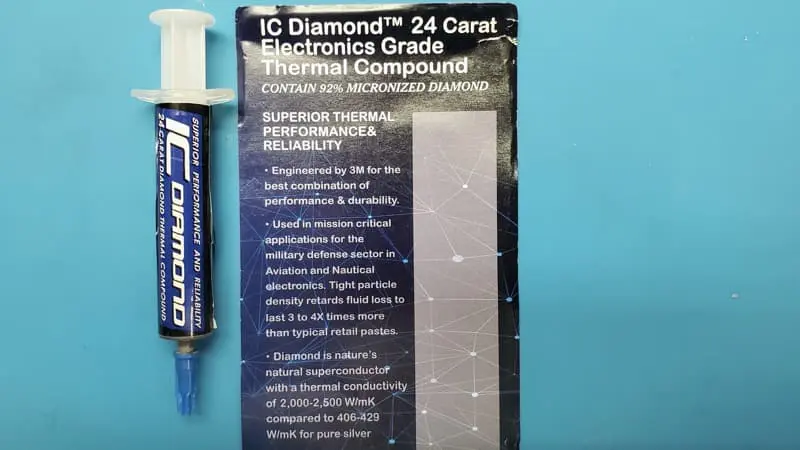 SUPERIOR PERFORMANCE AND RELIABILITY
IC DIAMOND
24 CARAT DIAMOND THERMAL COMPOUND
IC Diamond™ 24 Carat
Electronics Grade
Thermal Compound
CONTAIN 92% MICRONIZED DIAMOND
SUPERIOR THERMAL
PERFORMANCE&
RELIABILITY
• Engineered by 3M for the
best combination of
performance & durability.
• Used in mission critical
applications for the
military defense sector in
Aviation and Nautical
electronics. Tight particle
density retards fluid loss to
last 3 to 4X times more
than typical retail pastes.
• Diamond is nature's
natural superconductor
with a thermal conductivity
of 2,000-2,500 W/mK
compared to 406-429
W/mK for pure silver